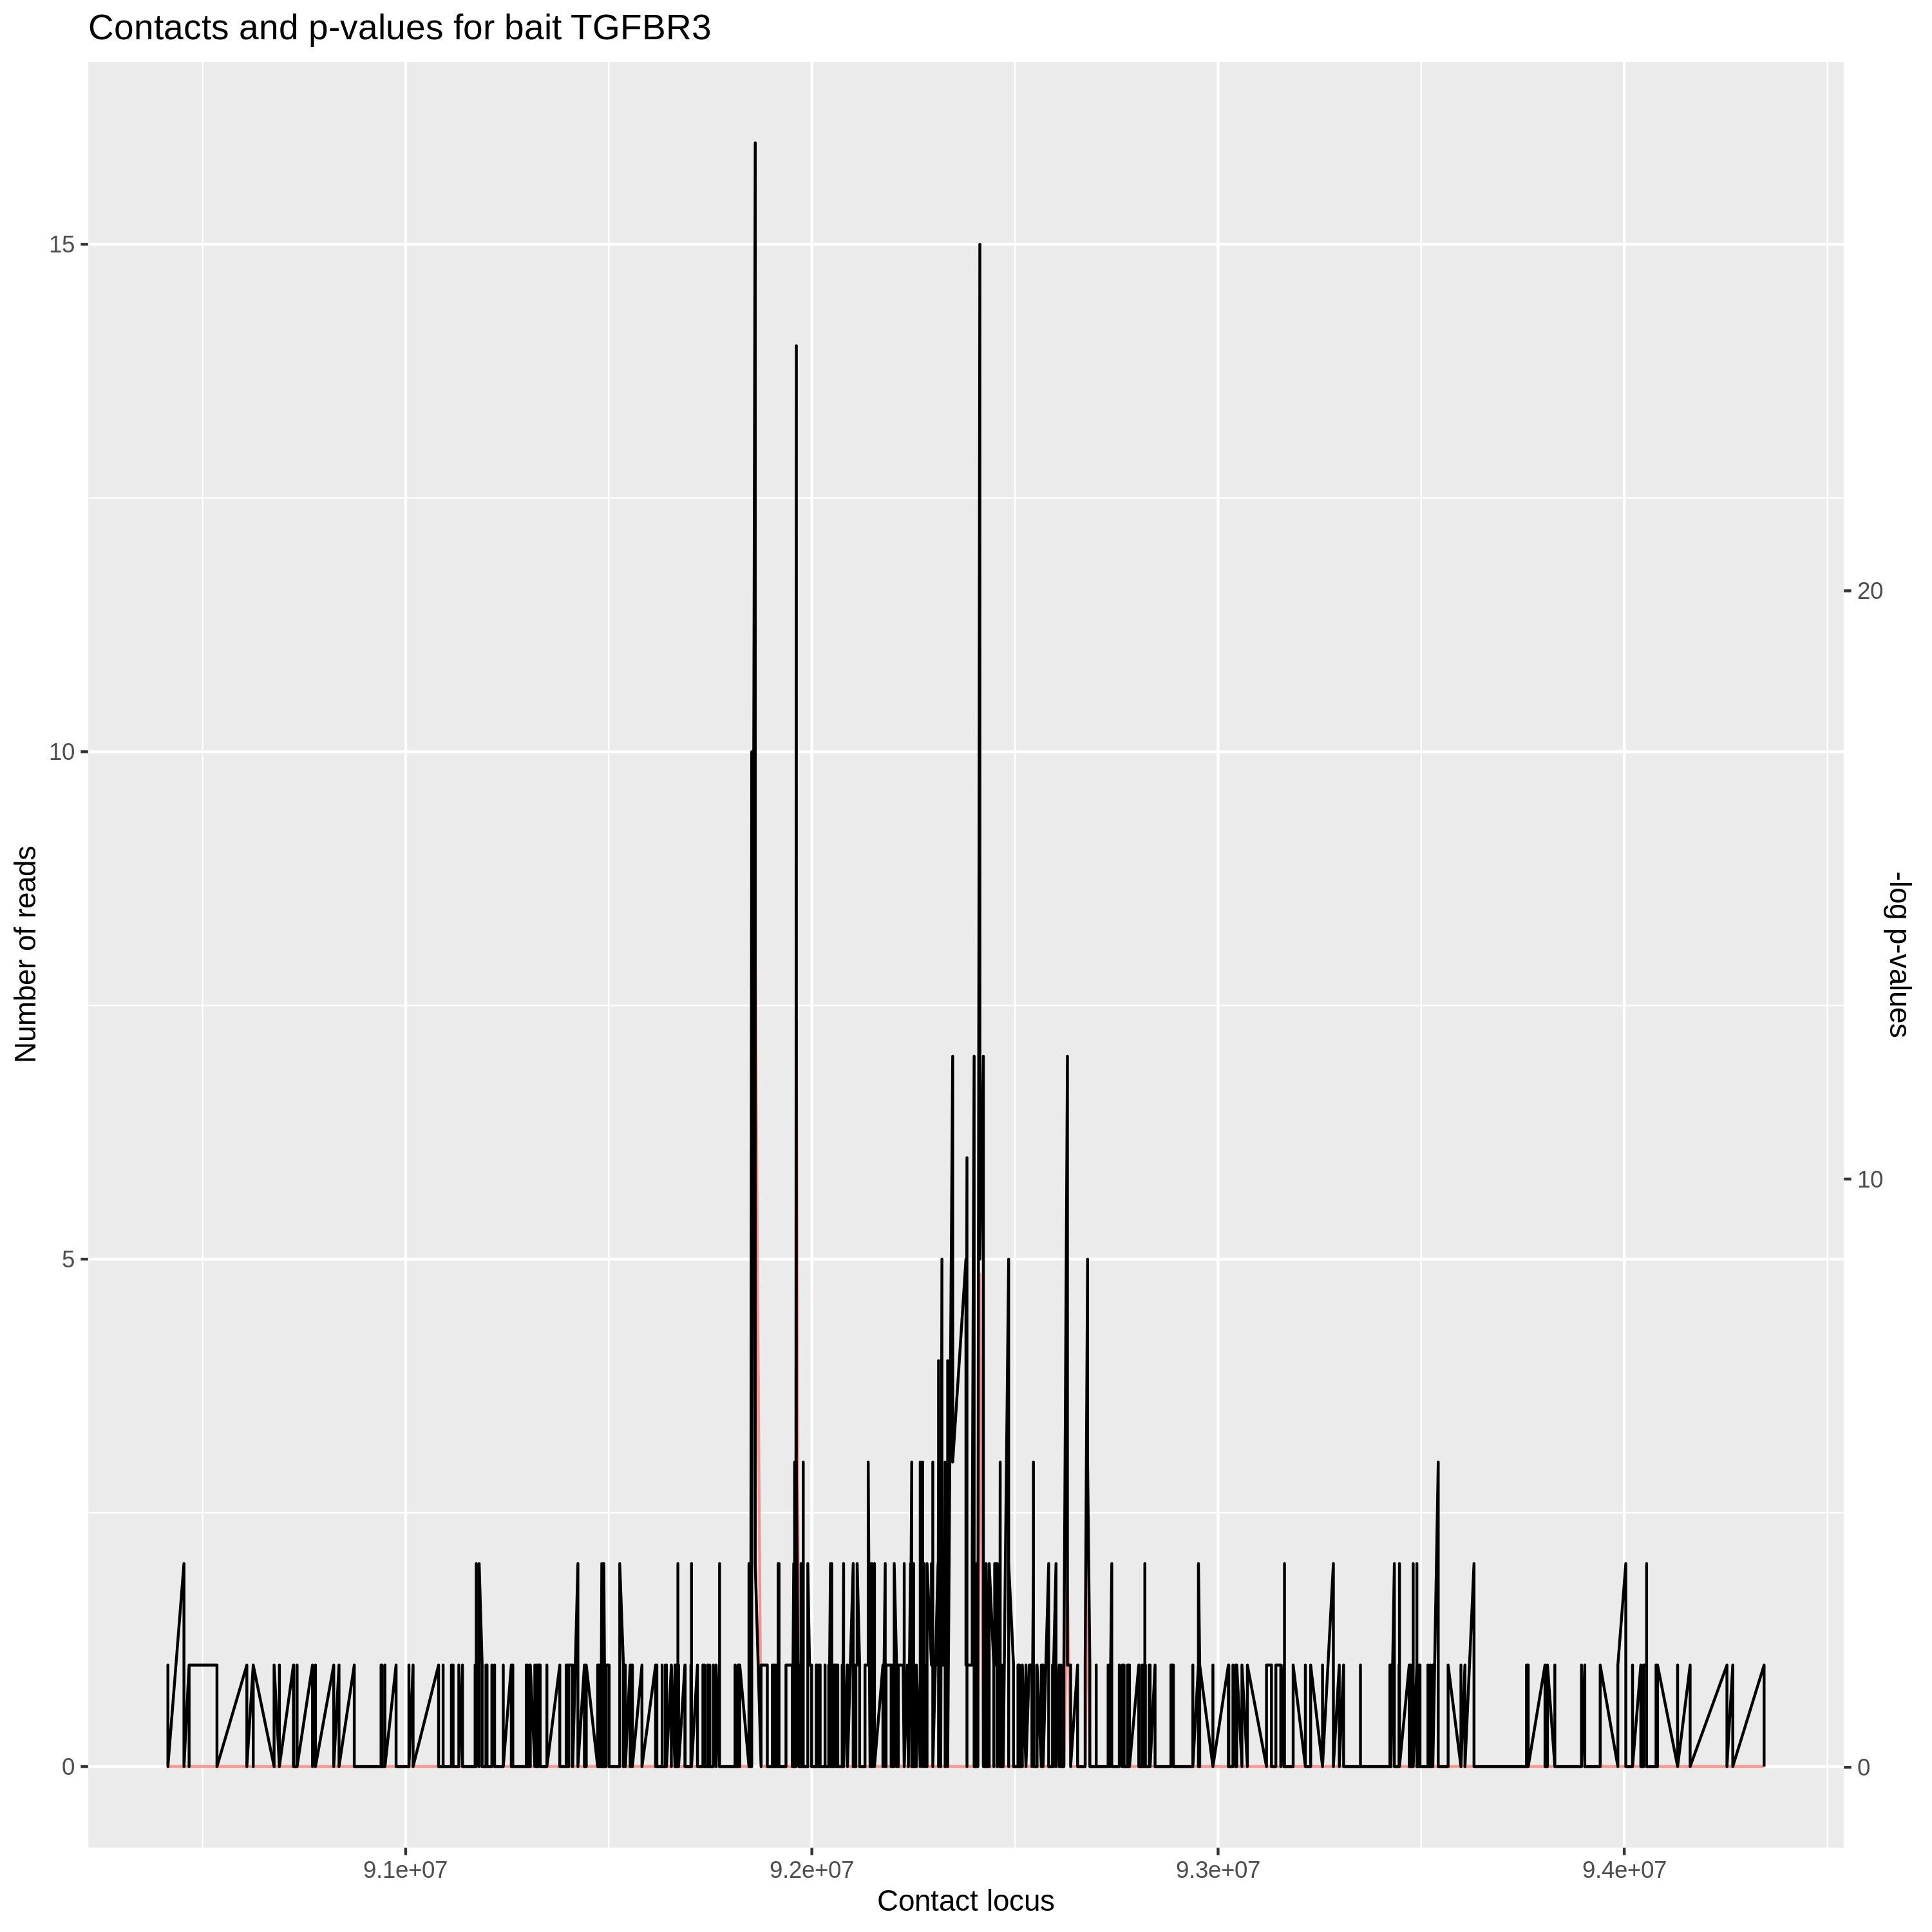 Contacts and p-values for bait TGFBR3
15
10
5
0
Number of reads
20
10
0
-log p-values
9.1e+07
9.2e+07
9.3e+07
9.4e+07
Contact locus